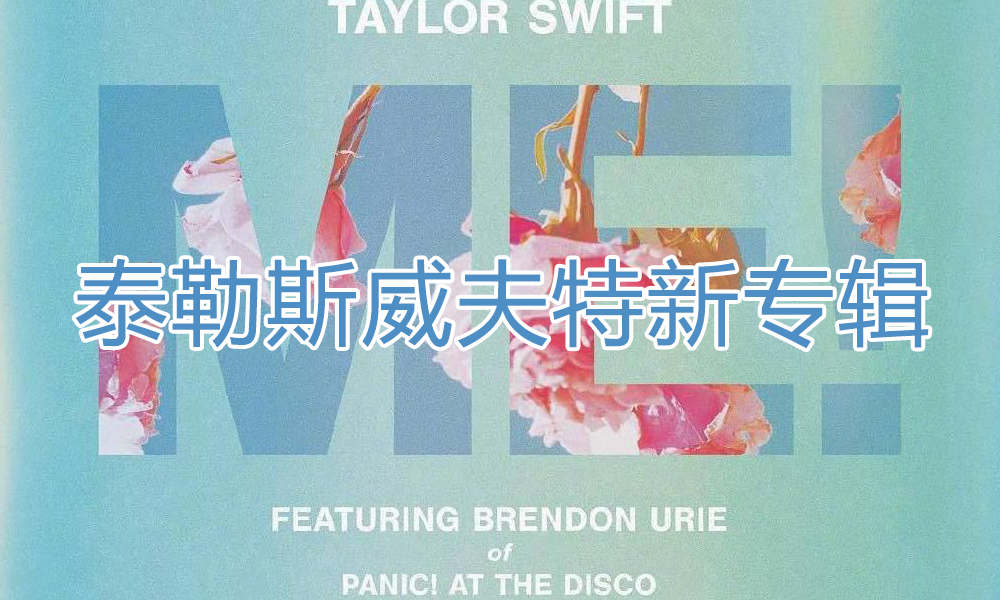 TAYLOR SWIFT
ME!
泰勒斯威夫特新专辑
FEATURING BRENDON URIE
of
PANIC! AT THE DISCO